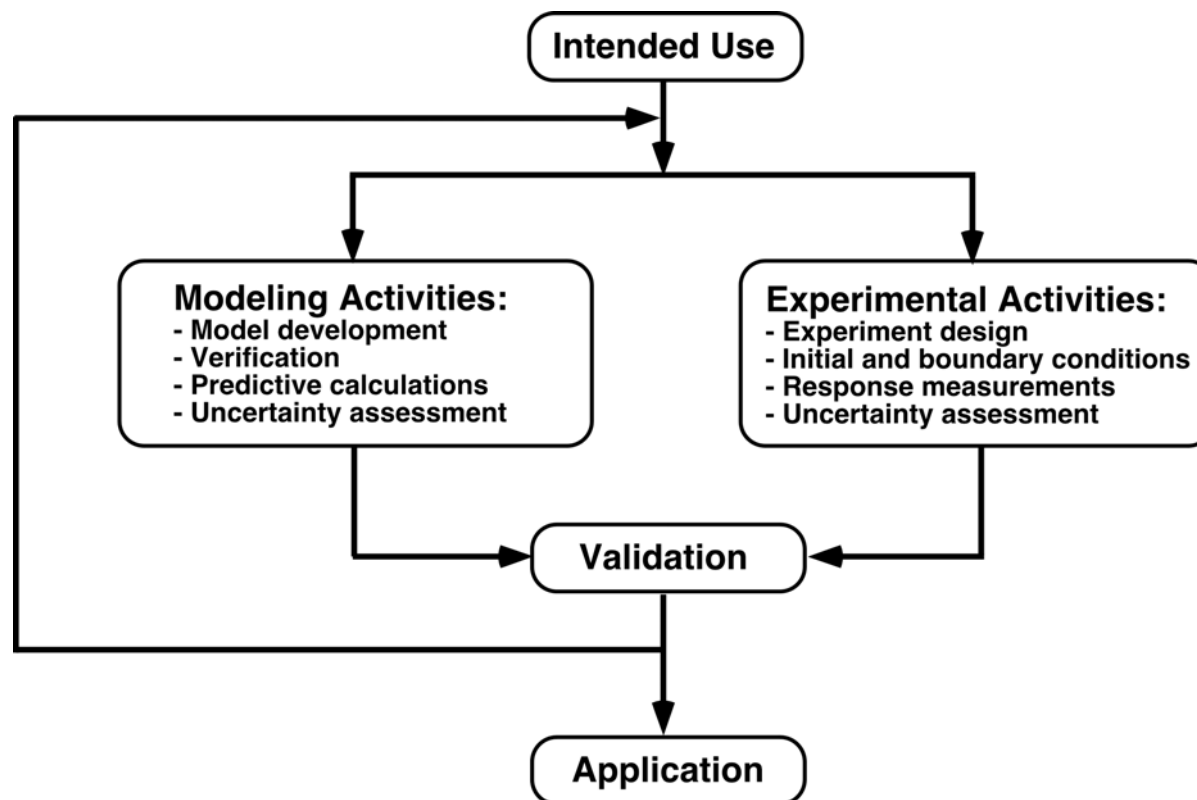 Intended Use
Modeling Activities:
- Model development
- Verification
- Predictive calculations
- Uncertainty assessment
Experimental Activities:
- Experiment design
- Initial and boundary conditions
- Response measurements
- Uncertainty assessment
Validation
Application